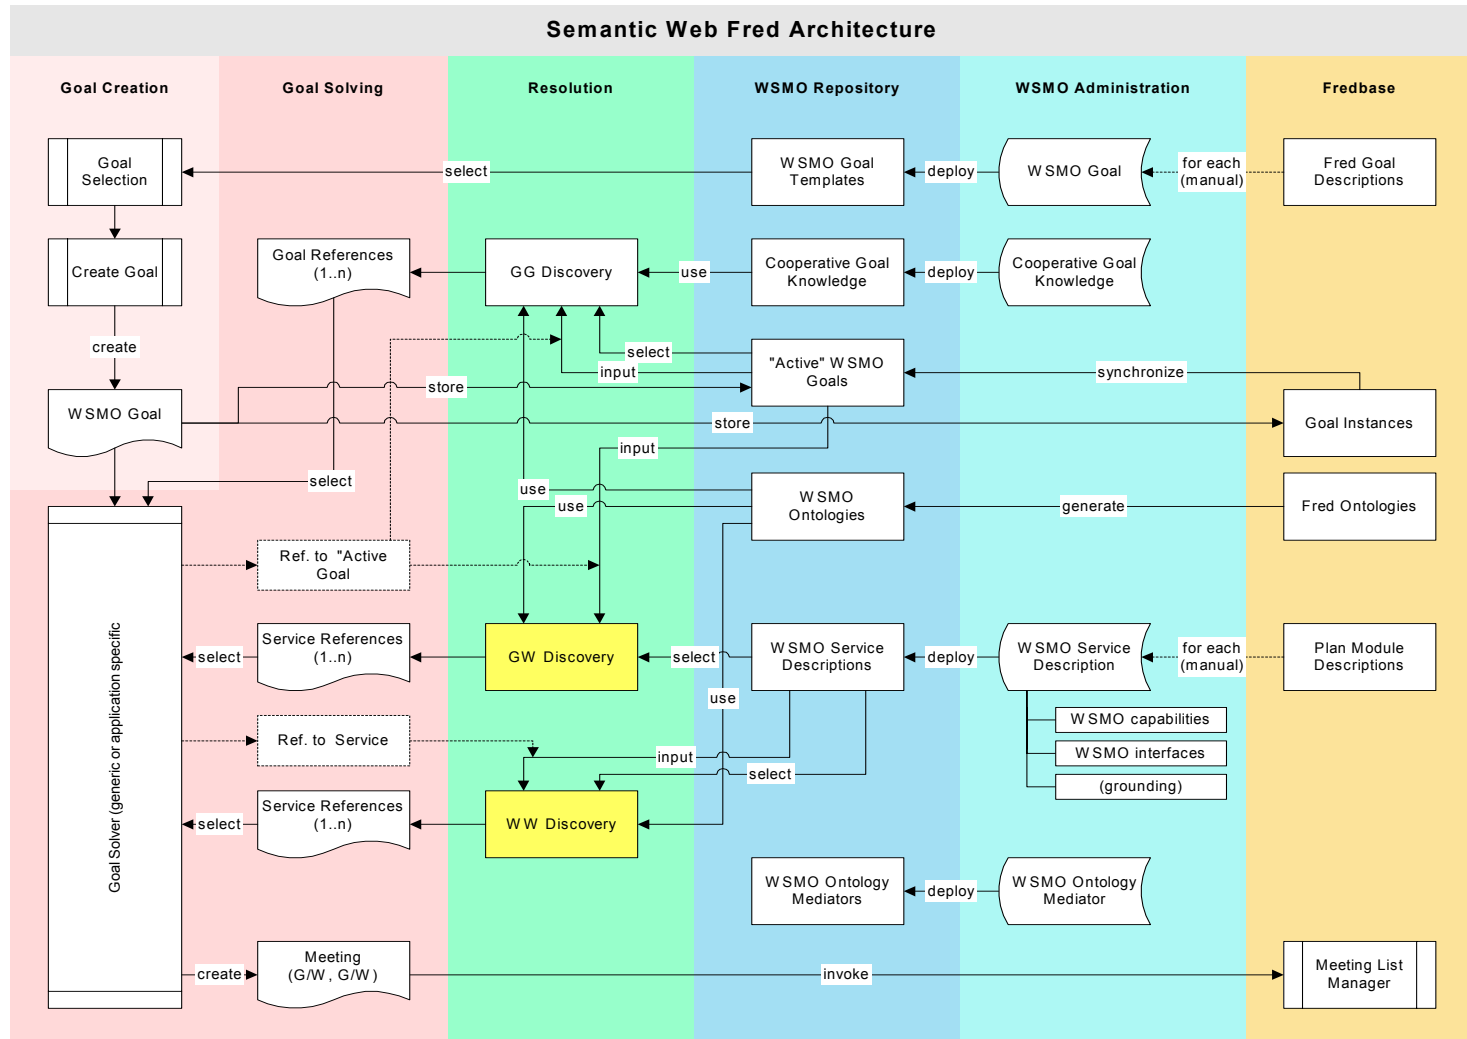 Semantic Web Fred Architecture
Goal Creation
Goal Solving
Resolution
WSMO Repository
WSMO Administration
Fredbase
Goal
Selection
select
WSMO Goal
Templates
deploy
WSMO Goal
for each
(manual)
Fred Goal
Descriptions
Create Goal
Goal References
(1..n)
GG Discovery
use
Cooperative Goal
Knowledge
deploy
Cooperative Goal
Knowledge
create
select
input
"Active" WSMO
Goals
synchronize
store
WSMO Goal
store
Goal Instances
input
select
use
use
WSMO
Ontologies
generate
Fred Ontologies
Ref. to "Active
Goal
Goal Solver (generic or application specific
select
Service References
(1..n)
GW Discovery
select
WSMO Service
Descriptions
deploy
WSMO Service
Description
for each
(manual)
Plan Module
Descriptions
use
WSMO capabilities
Ref. to Service
input
WSMO interfaces
select
(grounding)
select
Service References
(1..n)
WW Discovery
WSMO Ontology
Mediators
deploy
WSMO Ontology
Mediator
create
Meeting
(G/W, G/W)
invoke
Meeting List
Manager